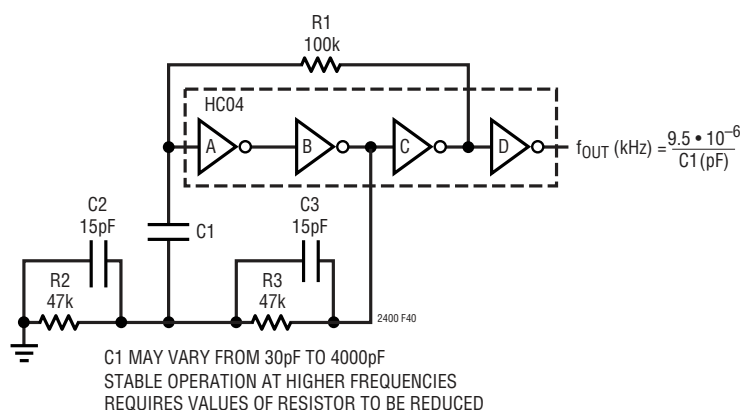 R1
100k
HC04
A
B
C
D
fOUT (kHz) = 9.5 • 10–6
C1(pF)
C2
15pF
C1
C3
15pF
R2
47k
R3
47k
2400 F40
C1 MAY VARY FROM 30pF TO 4000pF
STABLE OPERATION AT HIGHER FREQUENCIES
REQUIRES VALUES OF RESISTOR TO BE REDUCED